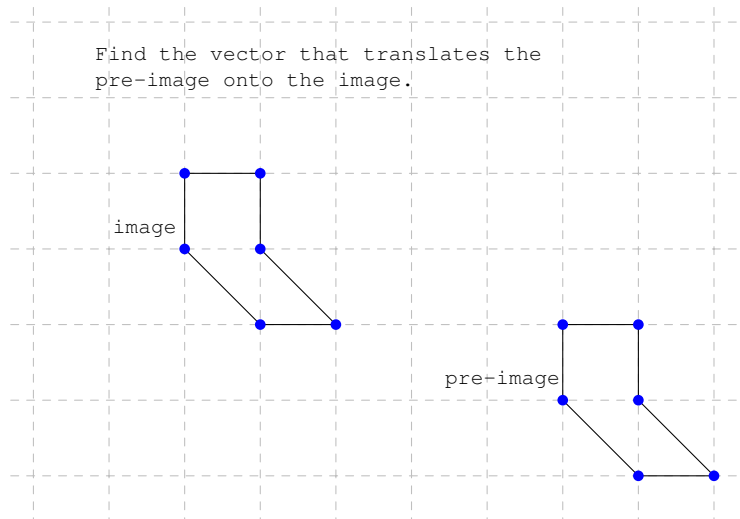 Find the vector that translates the
pre-image onto the image.
image
pre-image